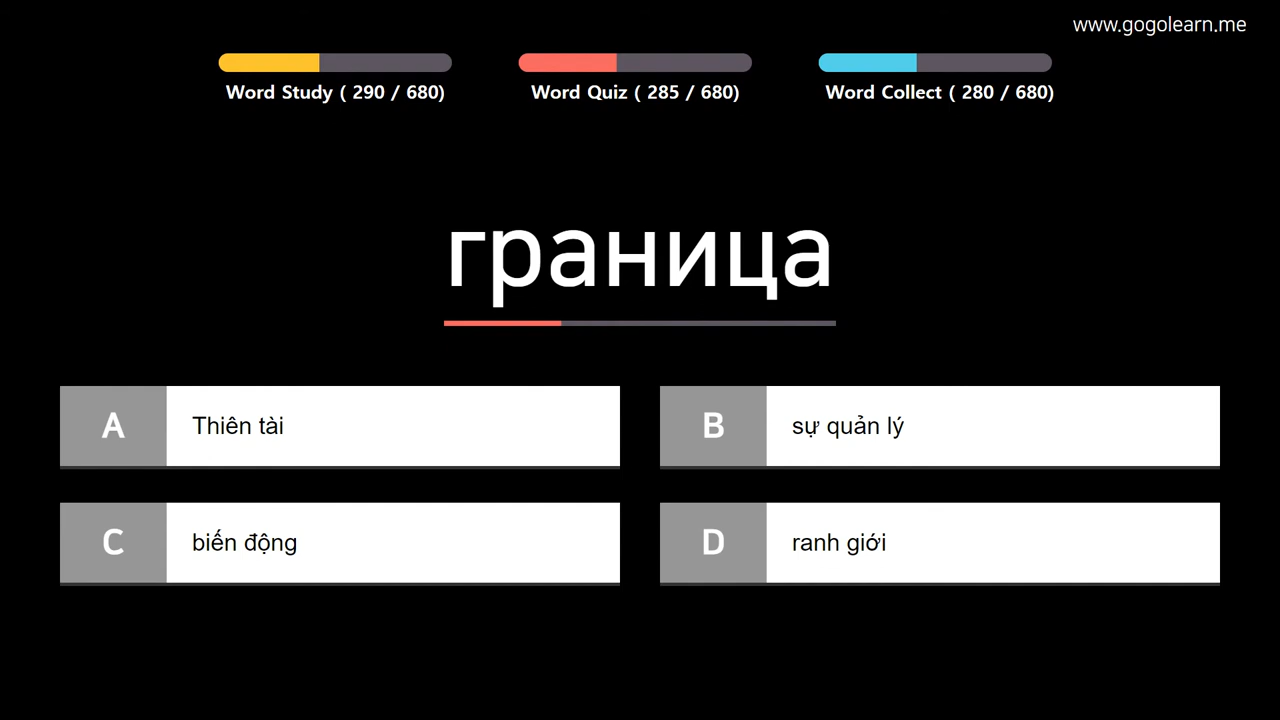 www.gogolearn.me
Word Study ( 290 / 680)
Word Quiz ( 285 / 680)
Word Collect ( 280 / 680)
граница
A Thiên tài
B sự quản lý
C biến động
D ranh giới